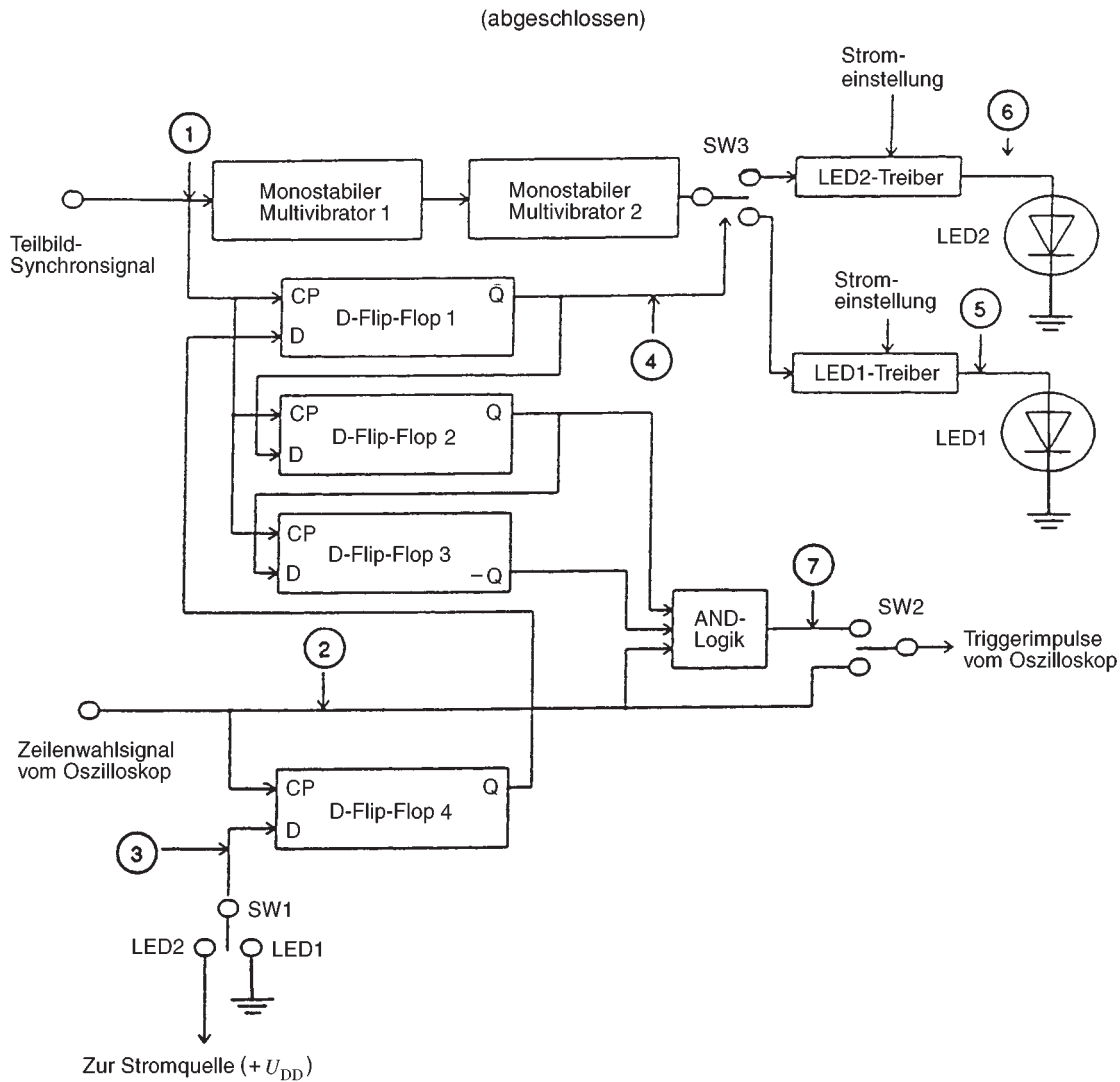 (abgeschlossen)
Strom-
einstellung
1
6
SW3
Monostabiler
Multivibrator 1
Monostabiler
Multivibrator 2
LED2-Treiber
Teilbild-
Synchronsignal
LED2
CP
Q̄
D-Flip-Flop 1
D
Strom-
einstellung
5
4
LED1-Treiber
CP
Q
D-Flip-Flop 2
D
LED1
CP
D-Flip-Flop 3
D
–Q
7
AND-
Logik
SW2
2
Triggerimpulse
vom Oszilloskop
Zeilenwahlsignal
vom Oszilloskop
CP
Q
D-Flip-Flop 4
D
3
SW1
LED2
LED1
Zur Stromquelle (+ U_DD)